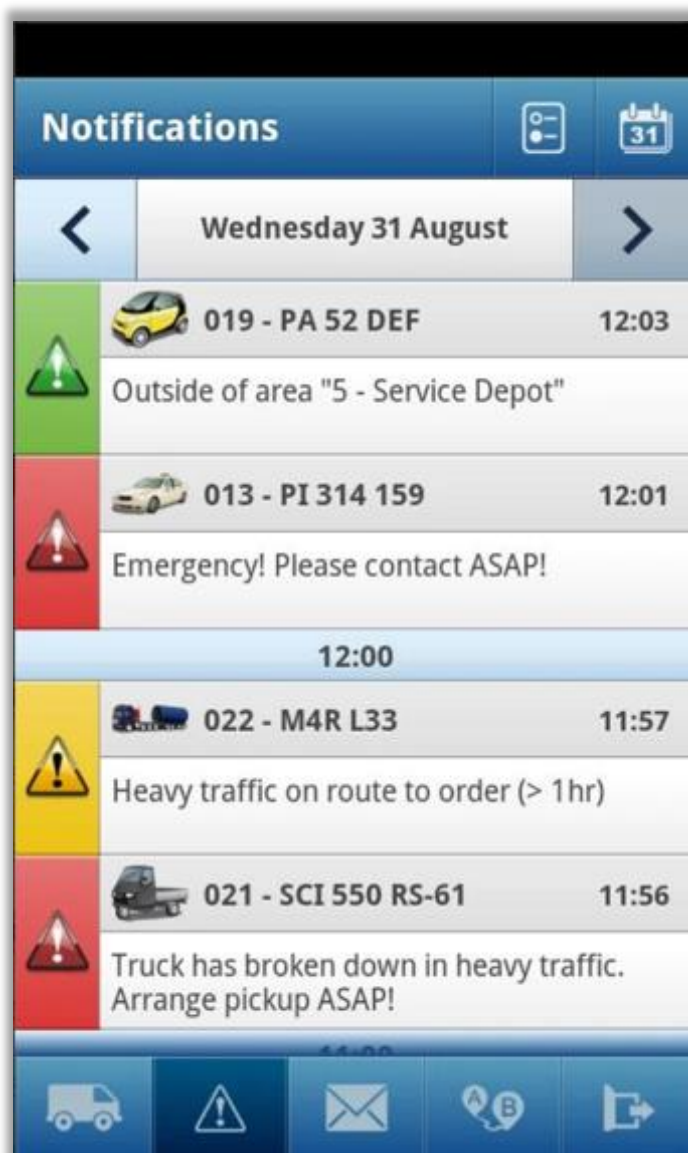 Notifications
31
Wednesday 31 August
019 - PA 52 DEF 12:03
Outside of area "5 - Service Depot"
013 - PI 314 159 12:01
Emergency! Please contact ASAP!
12:00
022 - M4R L33 11:57
Heavy traffic on route to order (> 1hr)
021 - SCI 550 RS-61 11:56
Truck has broken down in heavy traffic.
Arrange pickup ASAP!
A B